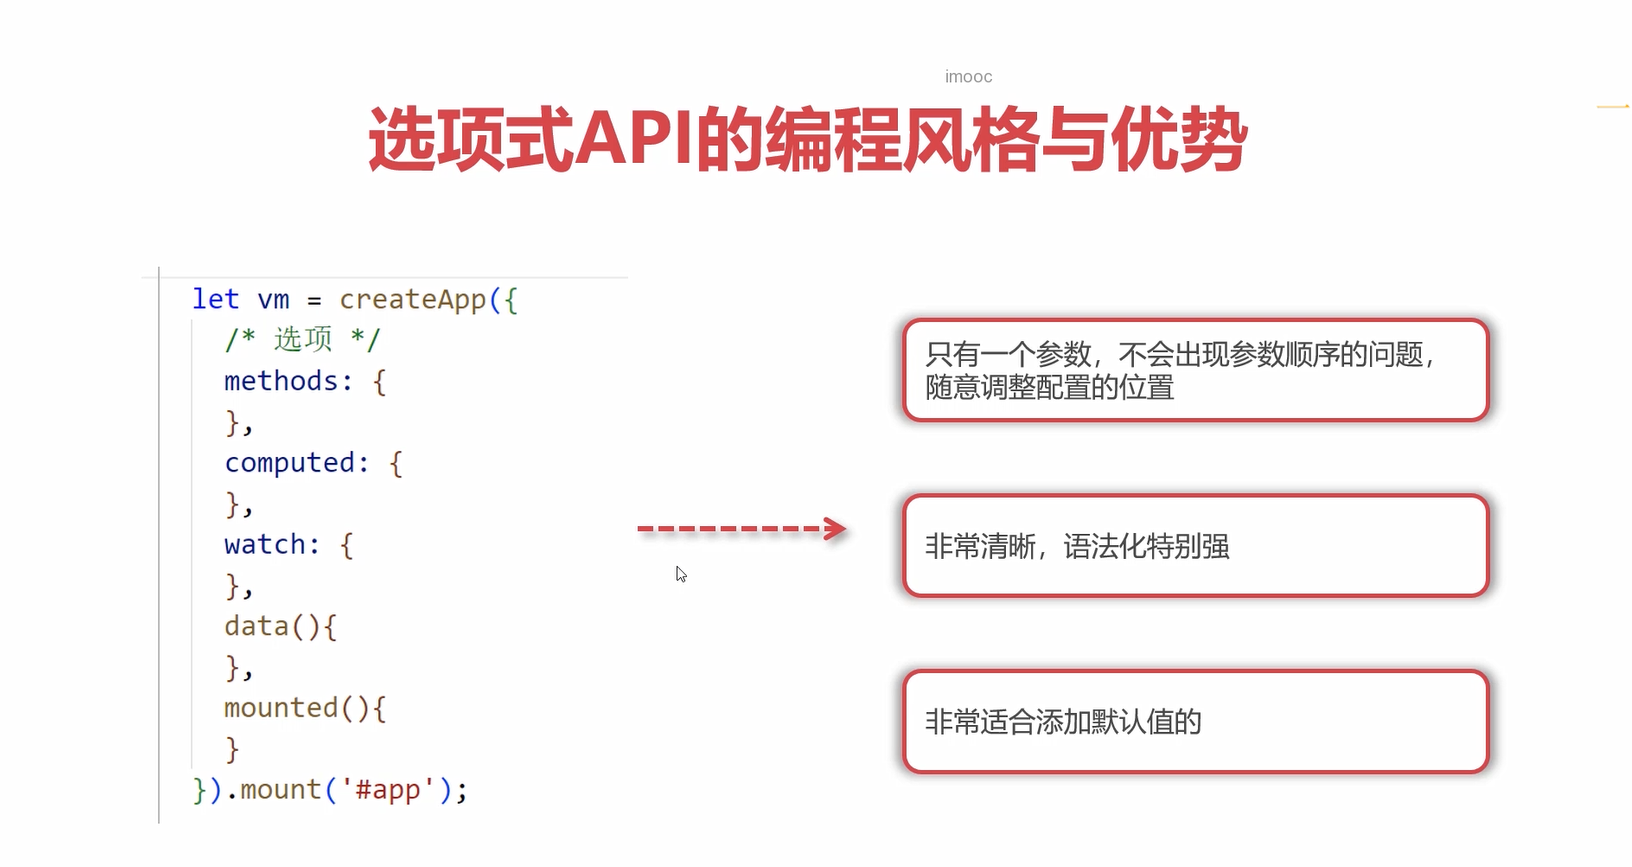 imooc
选项式API的编程风格与优势
let vm = createApp({
/* 选项 */
methods: {
},
computed: {
},
watch: {
},
data(){
},
mounted(){
}
}).mount('#app');
只有一个参数，不会出现参数顺序的问题，
随意调整配置的位置
非常清晰，语法化特别强
非常适合添加默认值的